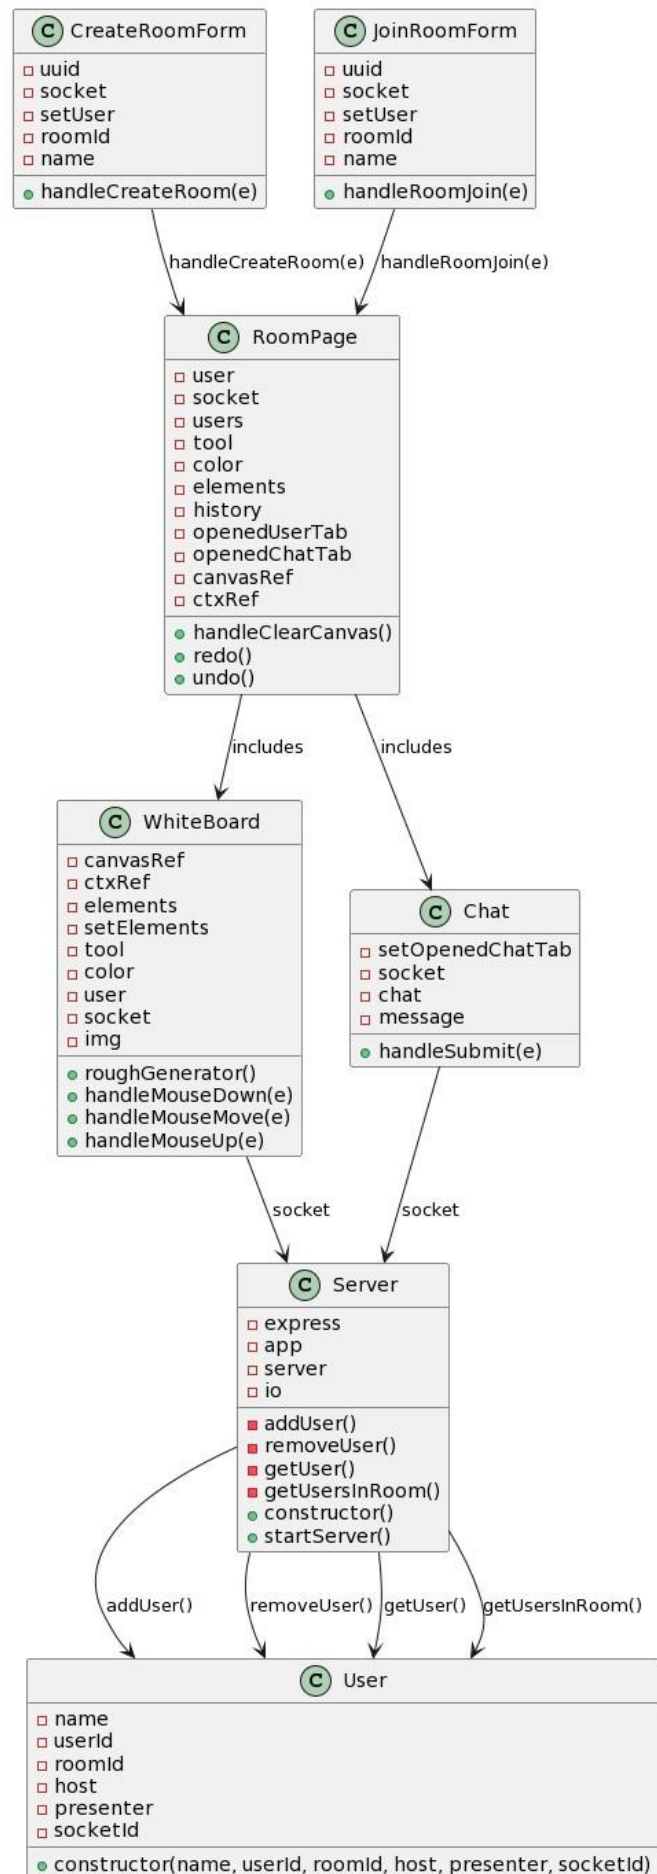 C CreateRoomForm
uuid
socket
setUser
roomId
name
handleCreateRoom(e)
C JoinRoomForm
uuid
socket
setUser
roomId
name
handleRoomJoin(e)
handleCreateRoom(e)
handleRoomJoin(e)
C RoomPage
user
socket
users
tool
color
elements
history
openedUserTab
openedChatTab
canvasRef
ctxRef
handleClearCanvas()
redo()
undo()
includes
includes
C WhiteBoard
canvasRef
ctxRef
elements
setElements
tool
color
user
socket
img
roughGenerator()
handleMouseDown(e)
handleMouseMove(e)
handleMouseUp(e)
C Chat
setOpenedChatTab
socket
chat
message
handleSubmit(e)
socket
socket
C Server
express
app
server
io
addUser()
removeUser()
getUser()
getUsersInRoom()
constructor()
startServer()
addUser()
removeUser()
getUser()
getUsersInRoom()
C User
name
userId
roomId
host
presenter
socketId
constructor(name, userId, roomId, host, presenter, socketId)